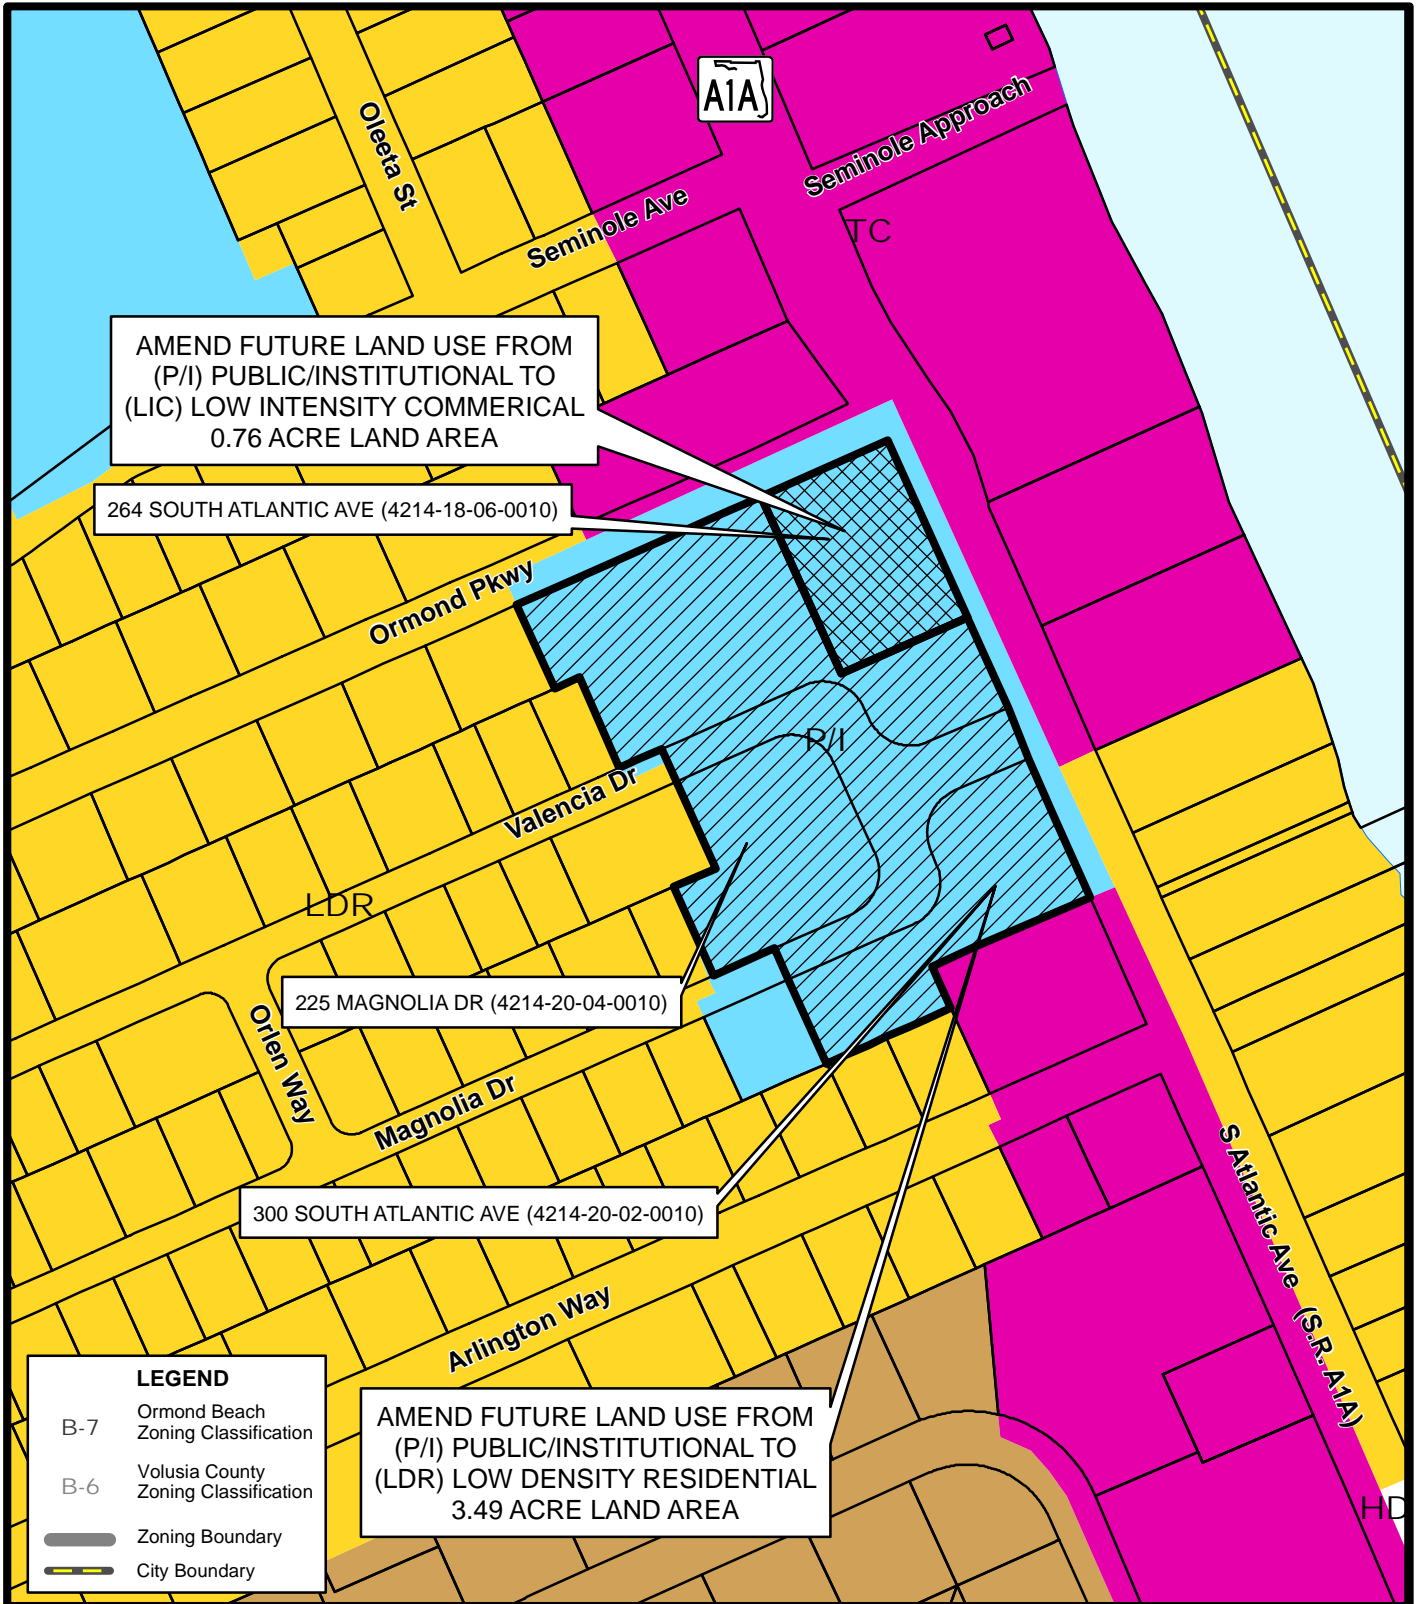 A1A
Oleeta St
Seminole Approach
Seminole Ave
TC
AMEND FUTURE LAND USE FROM
(P/I) PUBLIC/INSTITUTIONAL TO
(LIC) LOW INTENSITY COMMERICAL
0.76 ACRE LAND AREA
264 SOUTH ATLANTIC AVE (4214-18-06-0010)
Ormond Pkwy
P/I
Valencia Dr
LDR
225 MAGNOLIA DR (4214-20-04-0010)
Orlen Way
Magnolia Dr
300 SOUTH ATLANTIC AVE (4214-20-02-0010)
S Atlantic Ave (S.R. A1A)
Arlington Way
AMEND FUTURE LAND USE FROM
(P/I) PUBLIC/INSTITUTIONAL TO
(LDR) LOW DENSITY RESIDENTIAL
3.49 ACRE LAND AREA
HD
LEGEND
B-7 Ormond Beach
Zoning Classification
B-6 Volusia County
Zoning Classification
Zoning Boundary
City Boundary